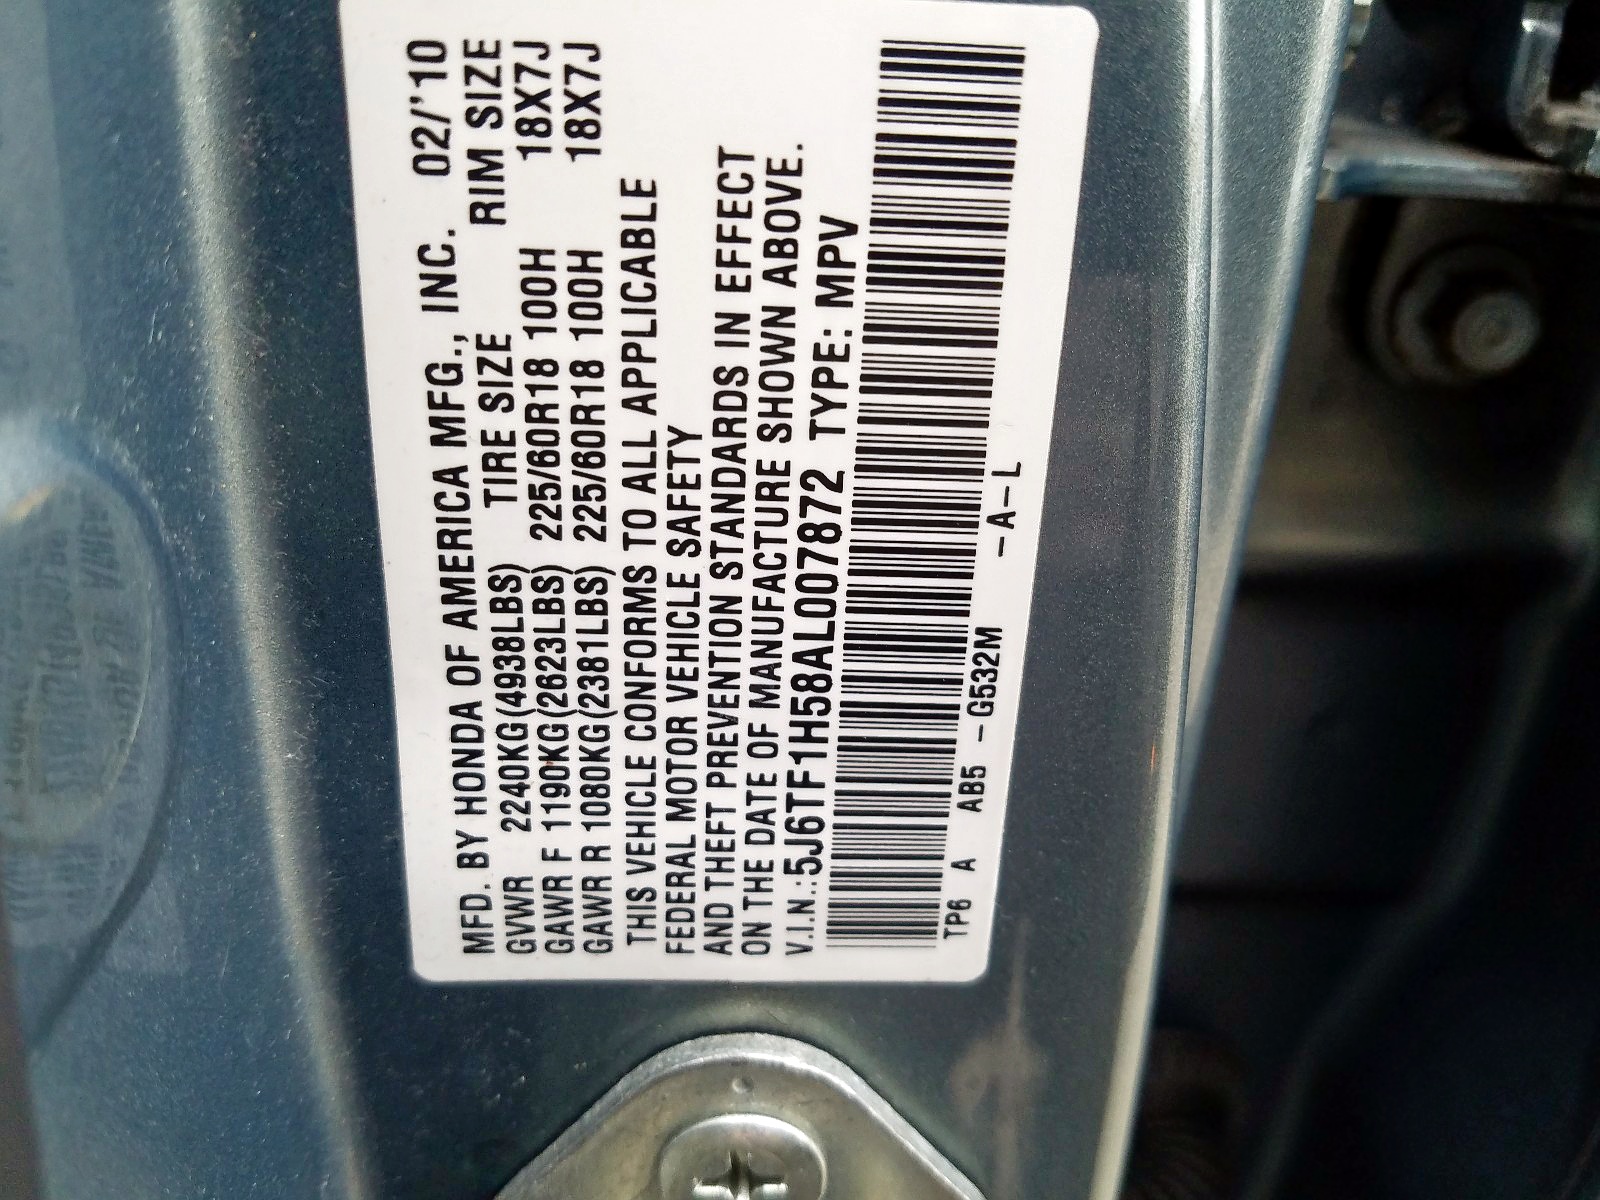 MFD. BY HONDA OF AMERICA MFG., INC. 02/'10
TIRE SIZE RIM SIZE
GVWR 2240KG(4938LBS)
GAWR F 1190KG(2623LBS) 225/60R18 100H 18X7J
GAWR R 1080KG(2381LBS) 225/60R18 100H 18X7J
THIS VEHICLE CONFORMS TO ALL APPLICABLE
FEDERAL MOTOR VEHICLE SAFETY
AND THEFT PREVENTION STANDARDS IN EFFECT
ON THE DATE OF MANUFACTURE SHOWN ABOVE.
V.I.N.:5J6TF1H58AL007872 TYPE: MPV
TP6 A AB5 -G532M -A-L